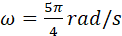 ω = 5π/4 rad/s